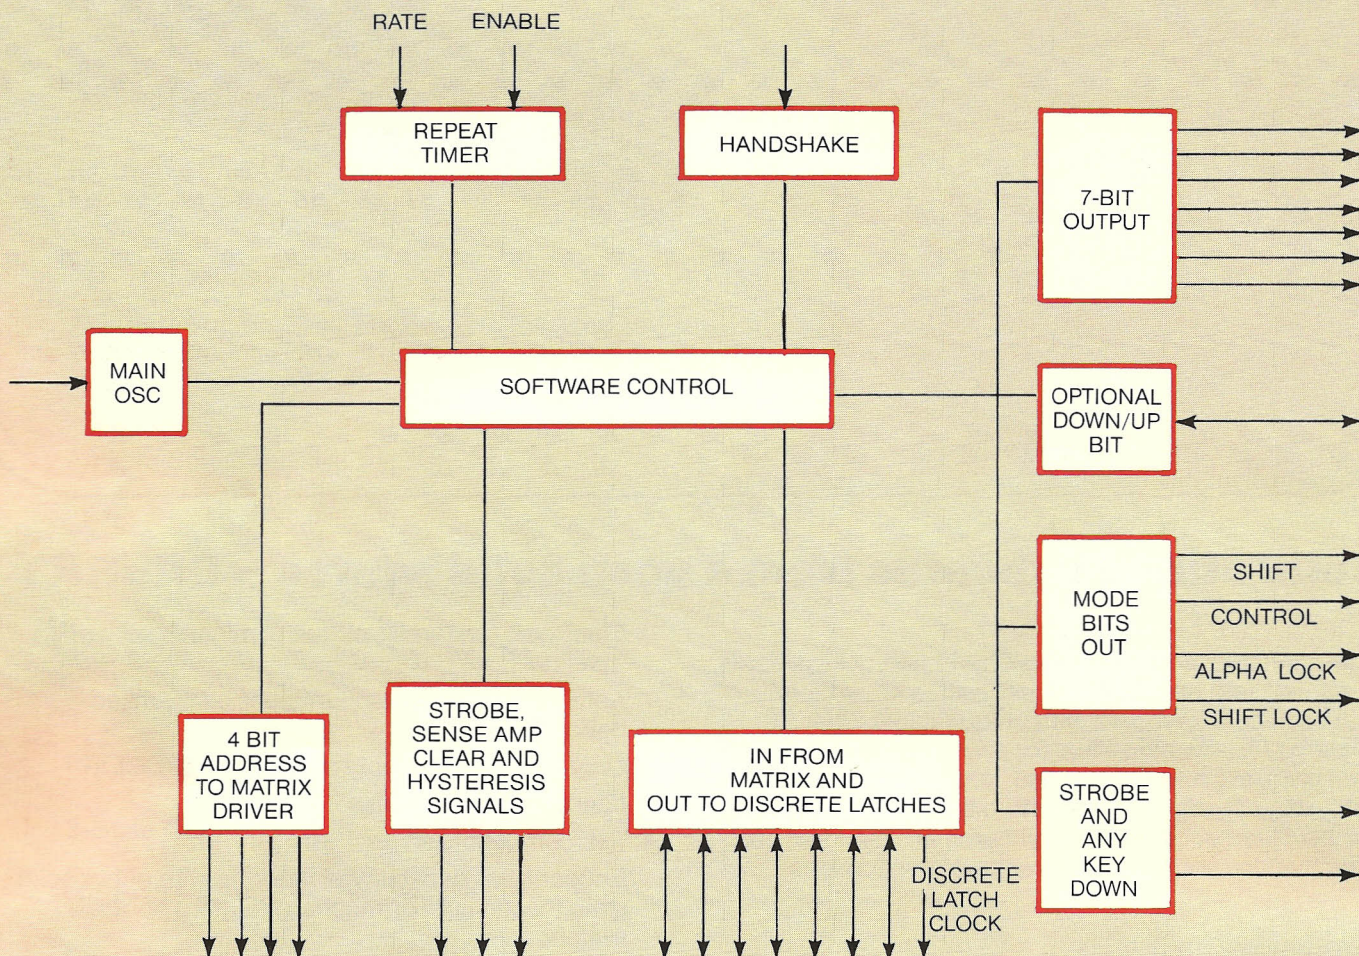 RATE ENABLE
REPEAT
TIMER
HANDSHAKE
7-BIT
OUTPUT
MAIN
OSC
SOFTWARE CONTROL
OPTIONAL
DOWN/UP
BIT
MODE
BITS
OUT
SHIFT
CONTROL
ALPHA LOCK
SHIFT LOCK
4 BIT
ADDRESS
TO MATRIX
DRIVER
STROBE,
SENSE AMP
CLEAR AND
HYSTERESIS
SIGNALS
IN FROM
MATRIX AND
OUT TO DISCRETE LATCHES
DISCRETE
LATCH
CLOCK
STROBE
AND
ANY
KEY
DOWN